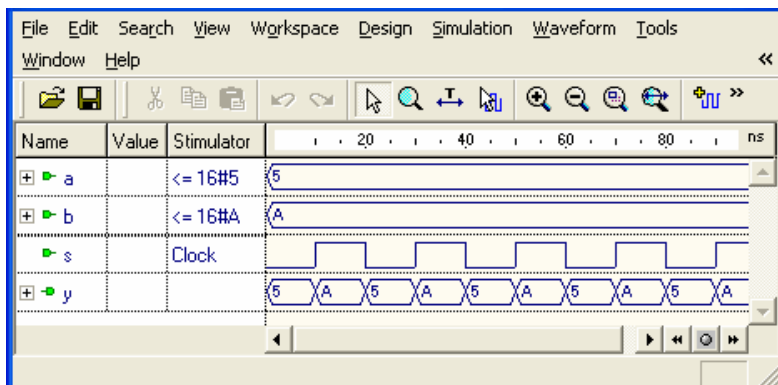 File Edit Search View Workspace Design Simulation Waveform Tools
Window Help «
T »
Name Value Stimulator 20 40 60 80 ns
a <= 16#5 5
b <= 16#A A
s Clock
y 5 A 5 A 5 A 5 A 5 A